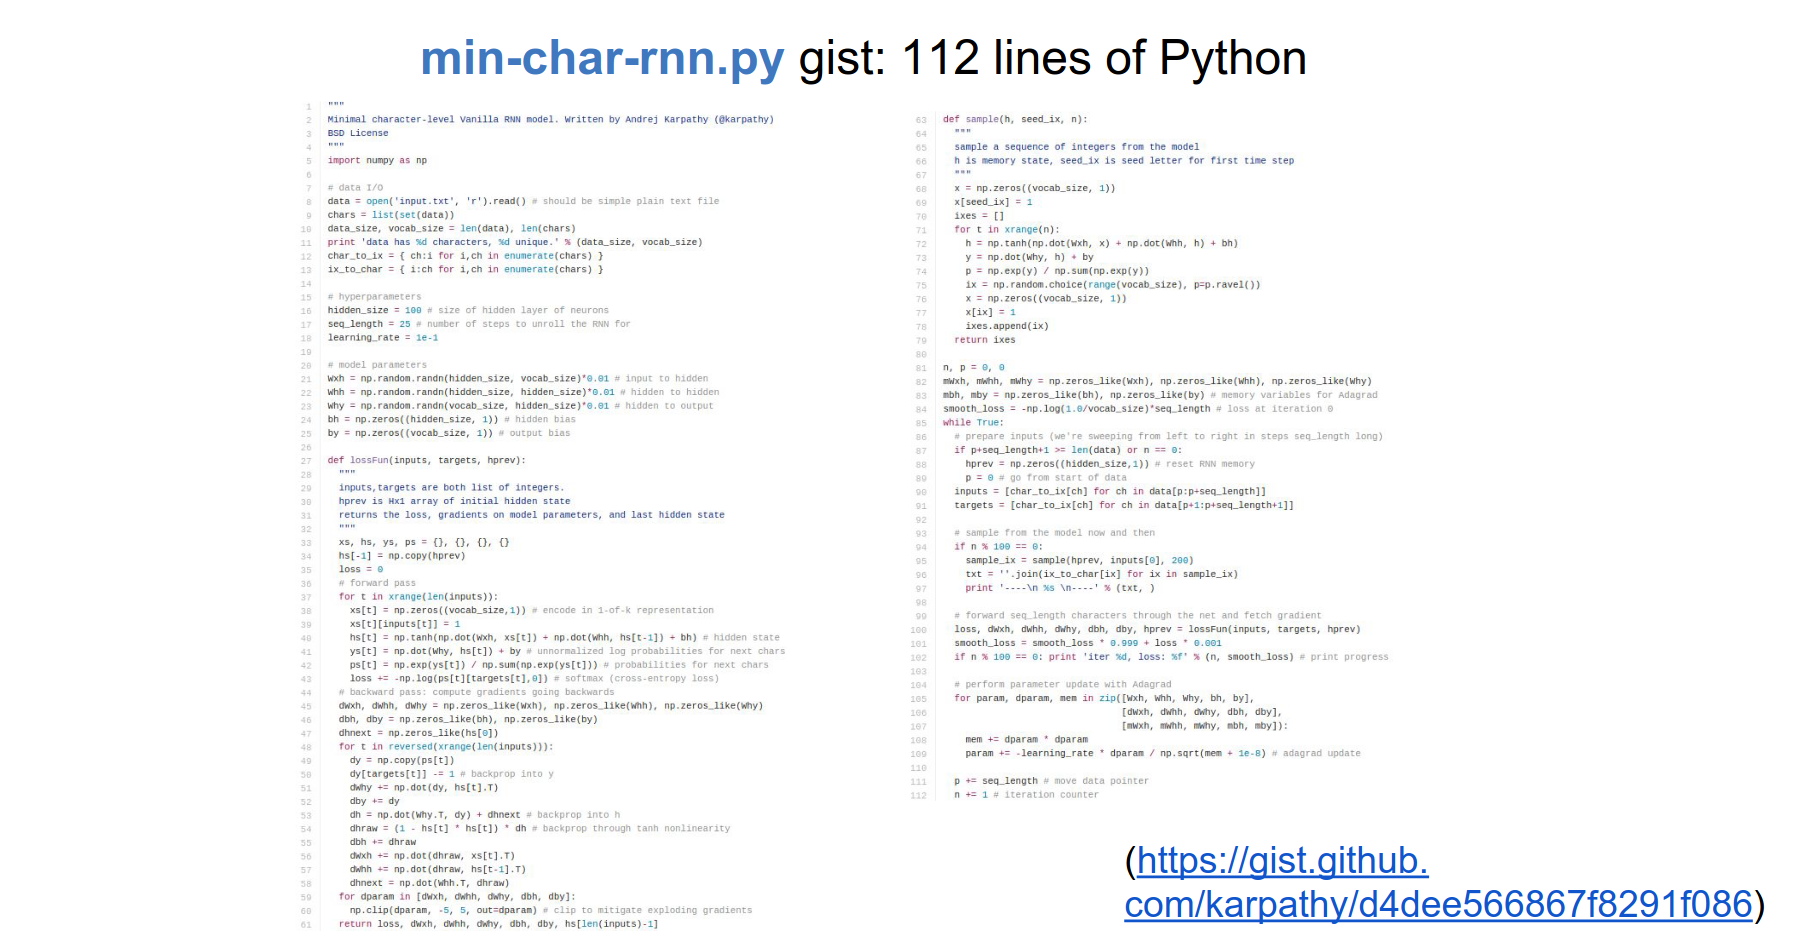 min-char-rnn.py gist: 112 lines of Python
1 """
2 Minimal character-level Vanilla RNN model. Written by Andrej Karpathy (@karpathy)
3 BSD License
4 """
5 import numpy as np
6
7 # data I/O
8 data = open('input.txt', 'r').read() # should be simple plain text file
9 chars = list(set(data))
10 data_size, vocab_size = len(data), len(chars)
11 print 'data has %d characters, %d unique.' % (data_size, vocab_size)
12 char_to_ix = { ch:i for i,ch in enumerate(chars) }
13 ix_to_char = { i:ch for i,ch in enumerate(chars) }
14
15 # hyperparameters
16 hidden_size = 100 # size of hidden layer of neurons
17 seq_length = 25 # number of steps to unroll the RNN for
18 learning_rate = 1e-1
19
20 # model parameters
21 Wxh = np.random.randn(hidden_size, vocab_size)*0.01 # input to hidden
22 Whh = np.random.randn(hidden_size, hidden_size)*0.01 # hidden to hidden
23 Why = np.random.randn(vocab_size, hidden_size)*0.01 # hidden to output
24 bh = np.zeros((hidden_size, 1)) # hidden bias
25 by = np.zeros((vocab_size, 1)) # output bias
26
27 def lossFun(inputs, targets, hprev):
28   """
29   inputs,targets are both list of integers.
30   hprev is Hx1 array of initial hidden state
31   returns the loss, gradients on model parameters, and last hidden state
32   """
33   xs, hs, ys, ps = {}, {}, {}, {}
34   hs[-1] = np.copy(hprev)
35   loss = 0
36   # forward pass
37   for t in xrange(len(inputs)):
38     xs[t] = np.zeros((vocab_size,1)) # encode in 1-of-k representation
39     xs[t][inputs[t]] = 1
40     hs[t] = np.tanh(np.dot(Wxh, xs[t]) + np.dot(Whh, hs[t-1]) + bh) # hidden state
41     ys[t] = np.dot(Why, hs[t]) + by # unnormalized log probabilities for next chars
42     ps[t] = np.exp(ys[t]) / np.sum(np.exp(ys[t])) # probabilities for next chars
43     loss += -np.log(ps[t][targets[t],0]) # softmax (cross-entropy loss)
44   # backward pass: compute gradients going backwards
45   dWxh, dWhh, dWhy = np.zeros_like(Wxh), np.zeros_like(Whh), np.zeros_like(Why)
46   dbh, dby = np.zeros_like(bh), np.zeros_like(by)
47   dhnext = np.zeros_like(hs[0])
48   for t in reversed(xrange(len(inputs))):
49     dy = np.copy(ps[t])
50     dy[targets[t]] -= 1 # backprop into y
51     dWhy += np.dot(dy, hs[t].T)
52     dby += dy
53     dh = np.dot(Why.T, dy) + dhnext # backprop into h
54     dhraw = (1 - hs[t] * hs[t]) * dh # backprop through tanh nonlinearity
55     dbh += dhraw
56     dWxh += np.dot(dhraw, xs[t].T)
57     dWhh += np.dot(dhraw, hs[t-1].T)
58     dhnext = np.dot(Whh.T, dhraw)
59   for dparam in [dWxh, dWhh, dWhy, dbh, dby]:
60     np.clip(dparam, -5, 5, out=dparam) # clip to mitigate exploding gradients
61   return loss, dWxh, dWhh, dWhy, dbh, dby, hs[len(inputs)-1]
63 def sample(h, seed_ix, n):
64   """
65   sample a sequence of integers from the model
66   h is memory state, seed_ix is seed letter for first time step
67   """
68   x = np.zeros((vocab_size, 1))
69   x[seed_ix] = 1
70   ixes = []
71   for t in xrange(n):
72     h = np.tanh(np.dot(Wxh, x) + np.dot(Whh, h) + bh)
73     y = np.dot(Why, h) + by
74     p = np.exp(y) / np.sum(np.exp(y))
75     ix = np.random.choice(range(vocab_size), p=p.ravel())
76     x = np.zeros((vocab_size, 1))
77     x[ix] = 1
78     ixes.append(ix)
79   return ixes
80
81 n, p = 0, 0
82 mWxh, mWhh, mWhy = np.zeros_like(Wxh), np.zeros_like(Whh), np.zeros_like(Why)
83 mbh, mby = np.zeros_like(bh), np.zeros_like(by) # memory variables for Adagrad
84 smooth_loss = -np.log(1.0/vocab_size)*seq_length # loss at iteration 0
85 while True:
86   # prepare inputs (we're sweeping from left to right in steps seq_length long)
87   if p+seq_length+1 >= len(data) or n == 0:
88     hprev = np.zeros((hidden_size,1)) # reset RNN memory
89     p = 0 # go from start of data
90   inputs = [char_to_ix[ch] for ch in data[p:p+seq_length]]
91   targets = [char_to_ix[ch] for ch in data[p+1:p+seq_length+1]]
92
93   # sample from the model now and then
94   if n % 100 == 0:
95     sample_ix = sample(hprev, inputs[0], 200)
96     txt = ''.join(ix_to_char[ix] for ix in sample_ix)
97     print '----\n %s \n----' % (txt, )
98
99   # forward seq_length characters through the net and fetch gradient
100   loss, dWxh, dWhh, dWhy, dbh, dby, hprev = lossFun(inputs, targets, hprev)
101   smooth_loss = smooth_loss * 0.999 + loss * 0.001
102   if n % 100 == 0: print 'iter %d, loss: %f' % (n, smooth_loss) # print progress
103
104   # perform parameter update with Adagrad
105   for param, dparam, mem in zip([Wxh, Whh, Why, bh, by],
106                                 [dWxh, dWhh, dWhy, dbh, dby],
107                                 [mWxh, mWhh, mWhy, mbh, mby]):
108     mem += dparam * dparam
109     param += -learning_rate * dparam / np.sqrt(mem + 1e-8) # adagrad update
110
111   p += seq_length # move data pointer
112   n += 1 # iteration counter
(https://gist.github.
com/karpathy/d4dee566867f8291f086)